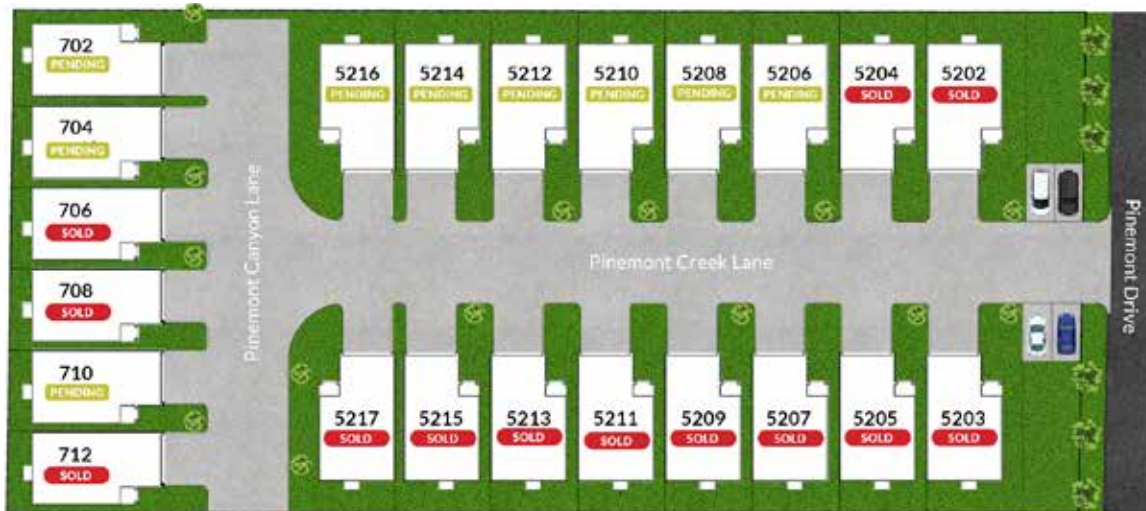 702
PENDING
704
PENDING
706
SOLD
708
SOLD
710
PENDING
712
SOLD
Pinemont Canyon Lane
5216
PENDING
5214
PENDING
5212
PENDING
5210
PENDING
5208
PENDING
5206
PENDING
5204
SOLD
5202
SOLD
Pinemont Creek Lane
5217
SOLD
5215
SOLD
5213
SOLD
5211
SOLD
5209
SOLD
5207
SOLD
5205
SOLD
5203
SOLD
Pinemont Drive